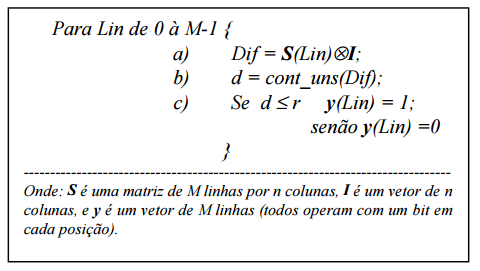 Para Lin de 0 à M-1 {
a) Dif = S(Lin)⊗I;
b) d = cont_uns(Dif);
c) Se d ≤ r y(Lin) = 1;
senão y(Lin) =0
}
Onde: S é uma matriz de M linhas por n colunas, I é um vetor de n
colunas, e y é um vetor de M linhas (todos operam com um bit em
cada posição).